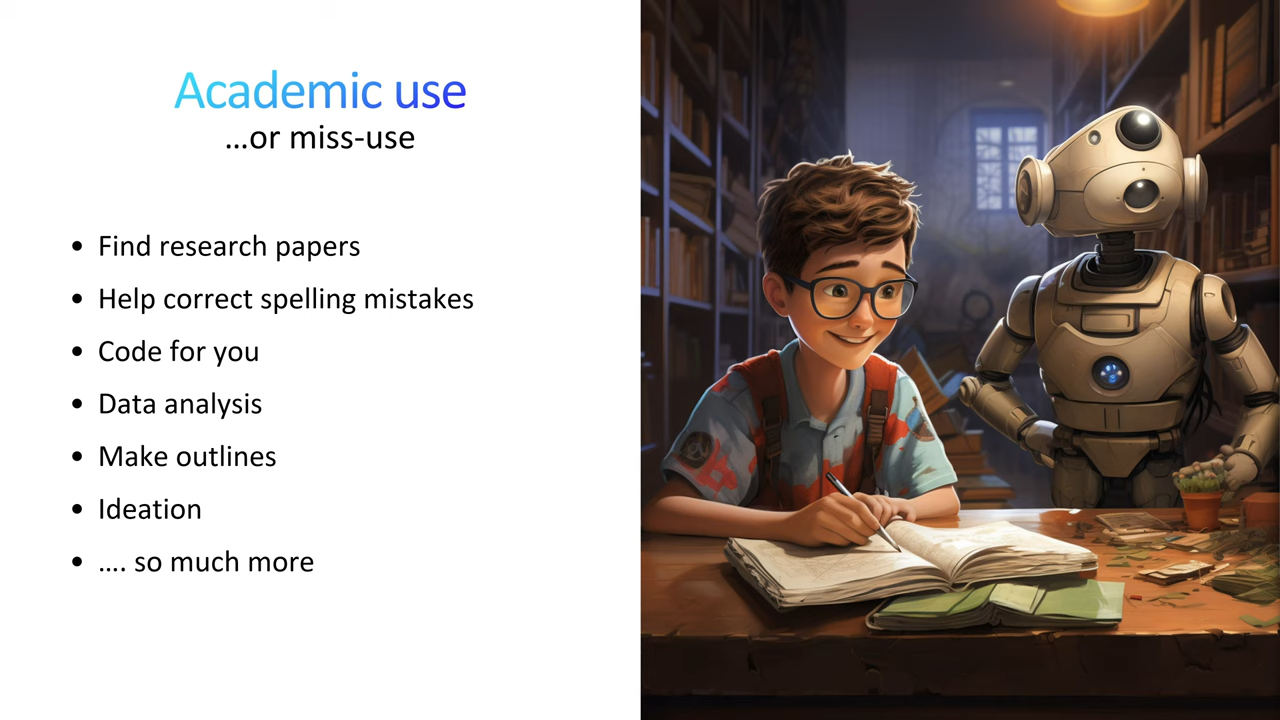 Academic use
...or miss-use
• Find research papers
• Help correct spelling mistakes
• Code for you
• Data analysis
• Make outlines
• Ideation
• .... so much more